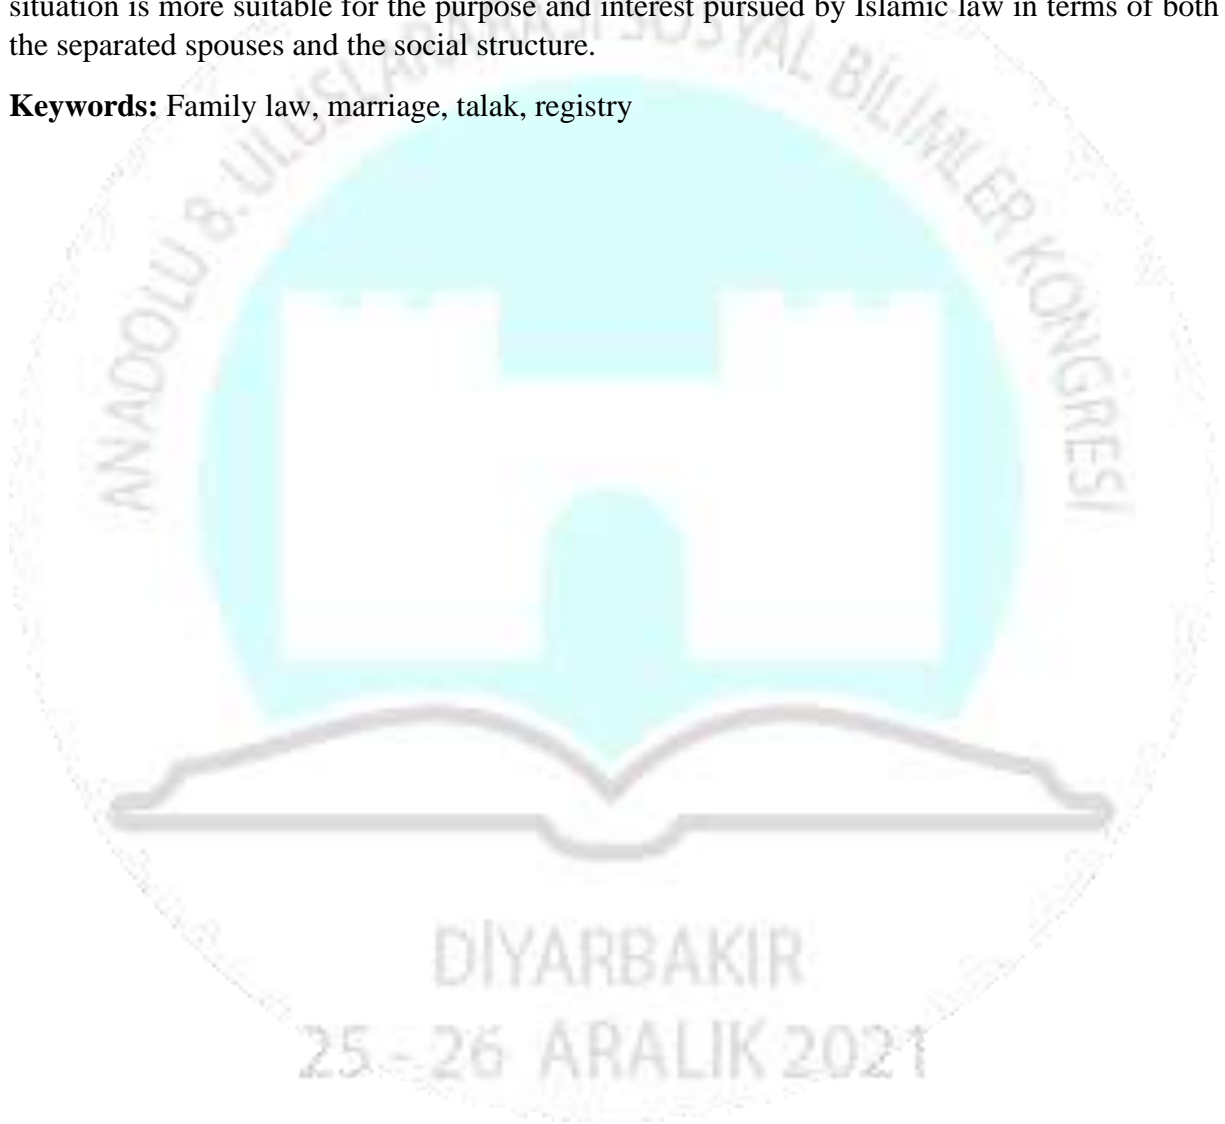 situation is more suitable for the purpose and interest pursued by Islamic law in terms of both
the separated spouses and the social structure.
Keywords: Family law, marriage, talak, registry
ANADOLU 8. ULUSLARARASI SOSYAL BİLİMLER KONGRESİ
DİYARBAKIR
25 - 26 ARALIK 2021